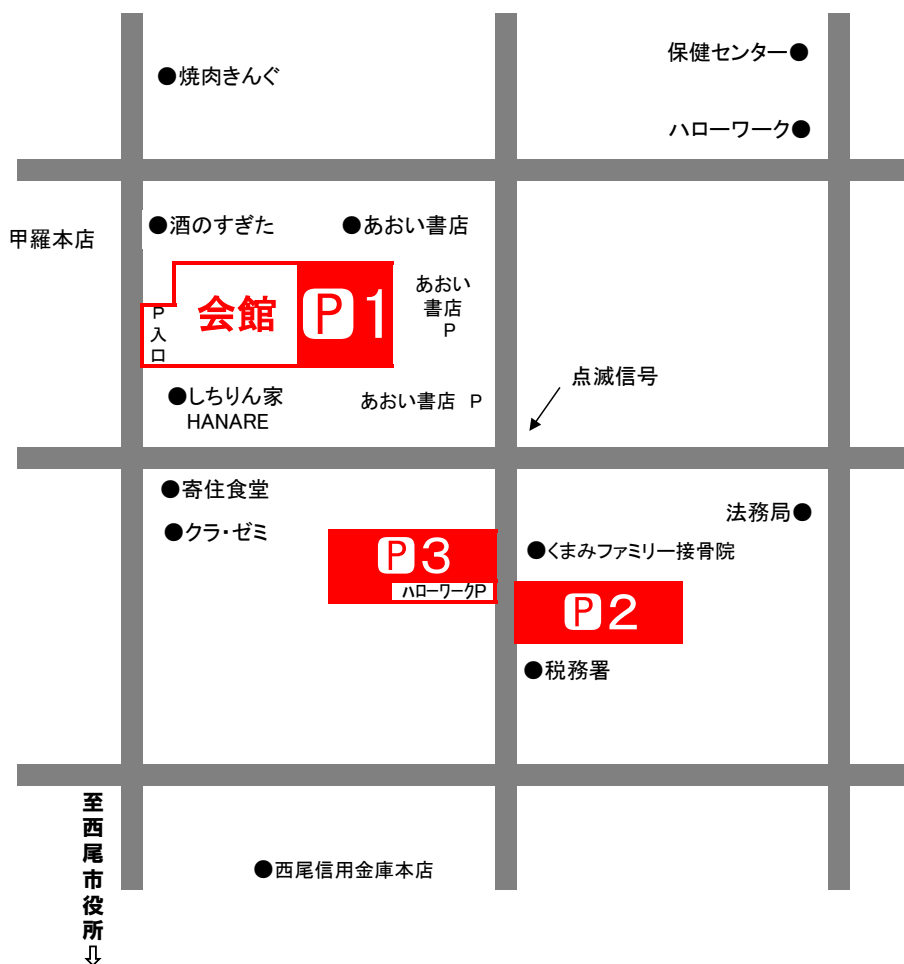 保健センター●
●焼肉きんぐ
ハローワーク●
●酒のすぎた
●あおい書店
甲羅本店
会館
P1
あおい
書店
P
P
入
口
点滅信号
●しちりん家
HANARE
あおい書店 P
●寄住食堂
法務局●
●クラ・ゼミ
P3
●くまみファミリー接骨院
ハローワークP
P2
●税務署
至
西
尾
市
役
所
⇩
●西尾信用金庫本店